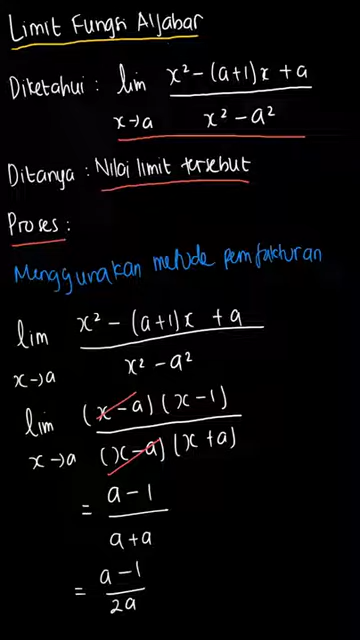 Limit Fungsi Aljabar
Diketahui : lim x→a (x² − (a+1)x + a) / (x² − a²)
Ditanya : Nilai limit tersebut
Proses :
Menggunakan metode pemfakturan
lim x→a (x² − (a+1)x + a) / (x² − a²)
lim x→a (x − a)(x − 1) / (x − a)(x + a)
= (a − 1) / (a + a)
= (a − 1) / 2a